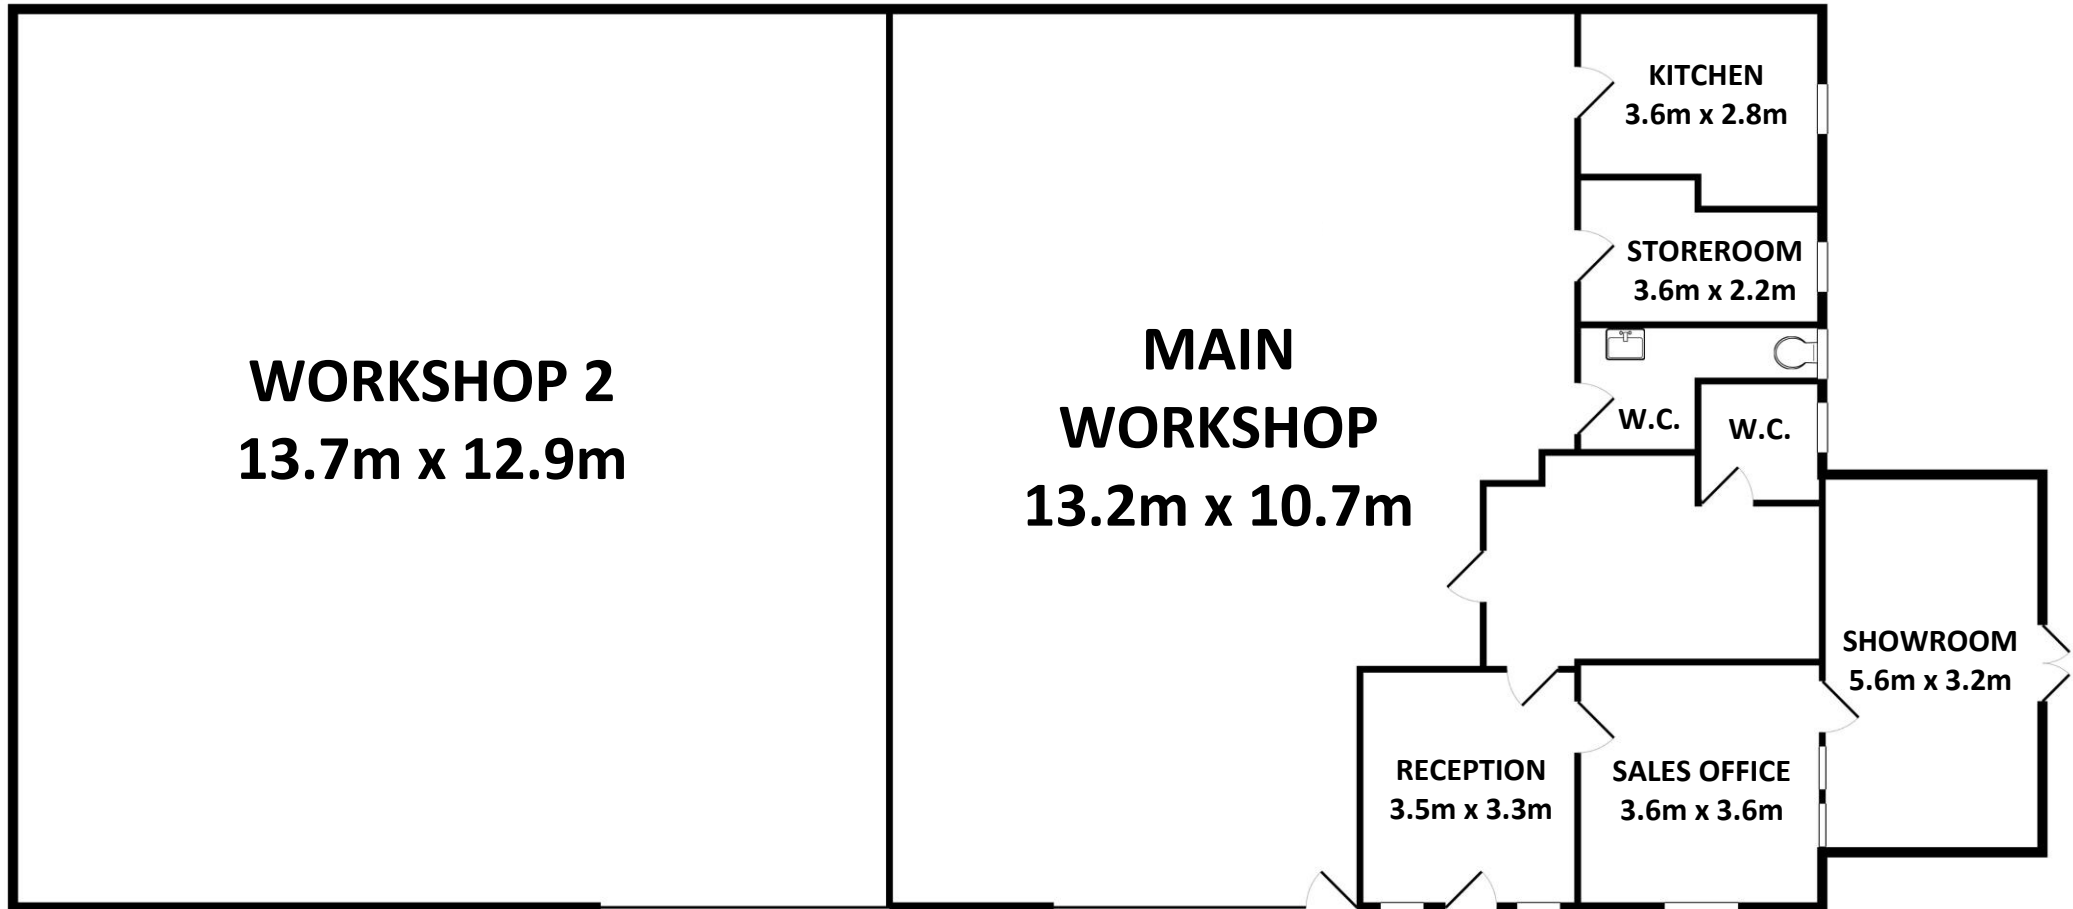 KITCHEN
3.6m x 2.8m
STOREROOM
3.6m x 2.2m
WORKSHOP 2
13.7m x 12.9m
MAIN
WORKSHOP
13.2m x 10.7m
W.C.
W.C.
SHOWROOM
5.6m x 3.2m
RECEPTION
3.5m x 3.3m
SALES OFFICE
3.6m x 3.6m